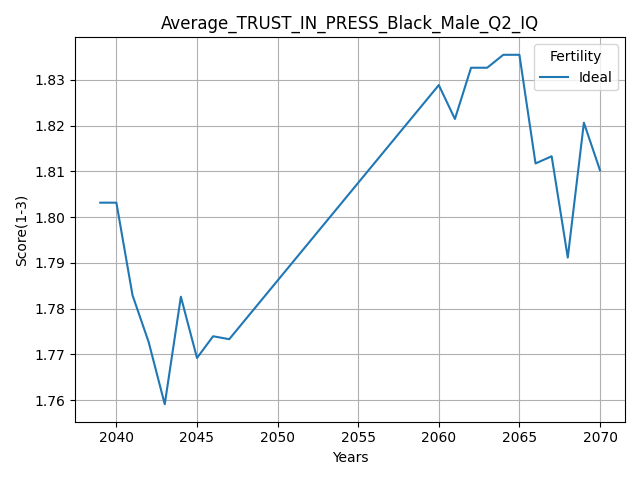 Average_TRUST_IN_PRESS_Black_Male_Q2_IQ
Fertility
Ideal
Score(1-3)
1.83
1.82
1.81
1.80
1.79
1.78
1.77
1.76
2040 2045 2050 2055 2060 2065 2070
Years